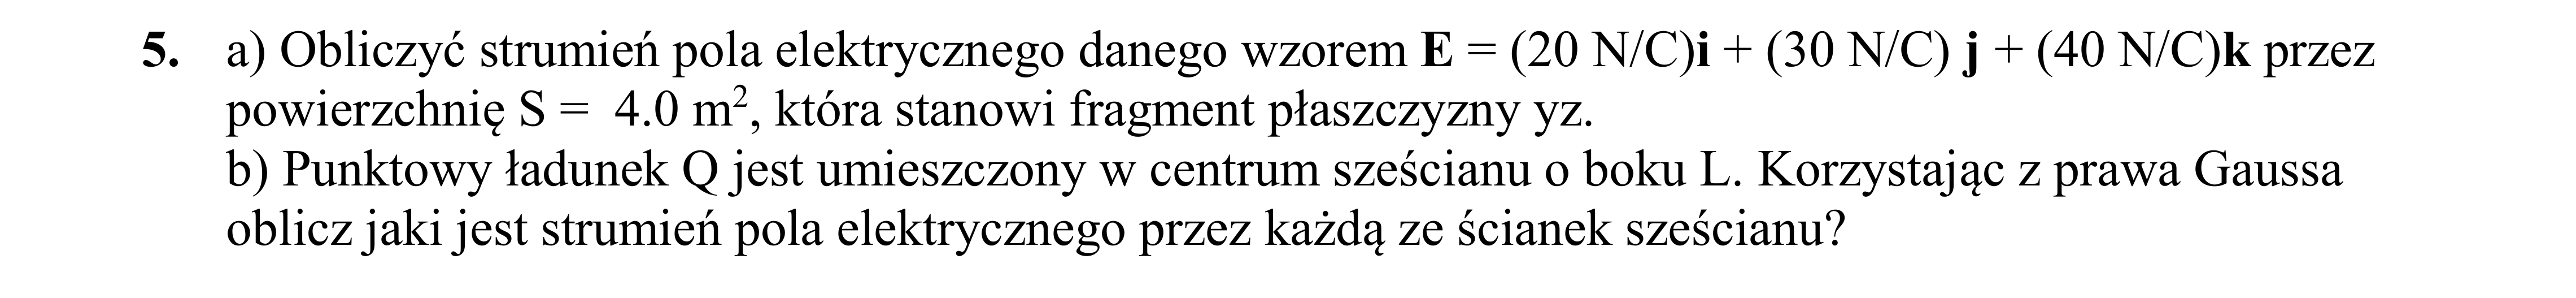 5. a) Obliczyć strumień pola elektrycznego danego wzorem E = (20 N/C)i + (30 N/C) j + (40 N/C)k przez
powierzchnię S = 4.0 m², która stanowi fragment płaszczyzny yz.
b) Punktowy ładunek Q jest umieszczony w centrum sześcianu o boku L. Korzystając z prawa Gaussa
oblicz jaki jest strumień pola elektrycznego przez każdą ze ścianek sześcianu?